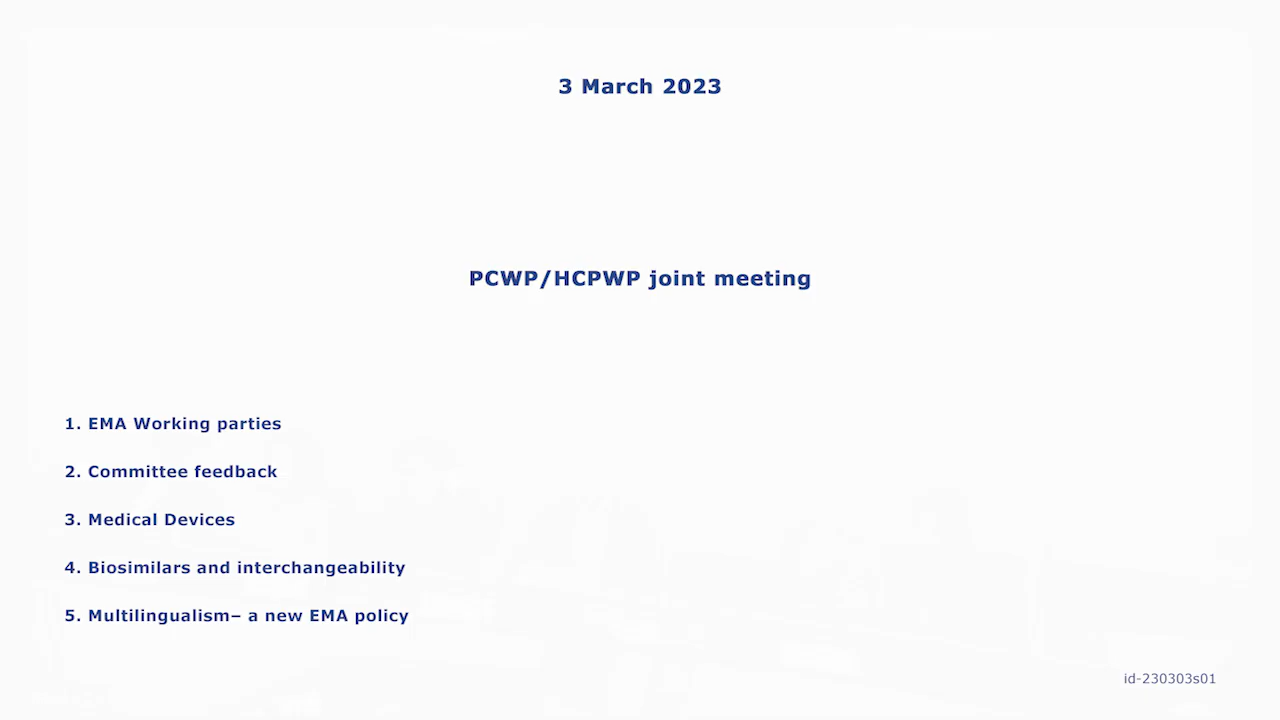 3 March 2023
PCWP/HCPWP joint meeting
1. EMA Working parties
2. Committee feedback
3. Medical Devices
4. Biosimilars and interchangeability
5. Multilingualism– a new EMA policy
id-230303s01